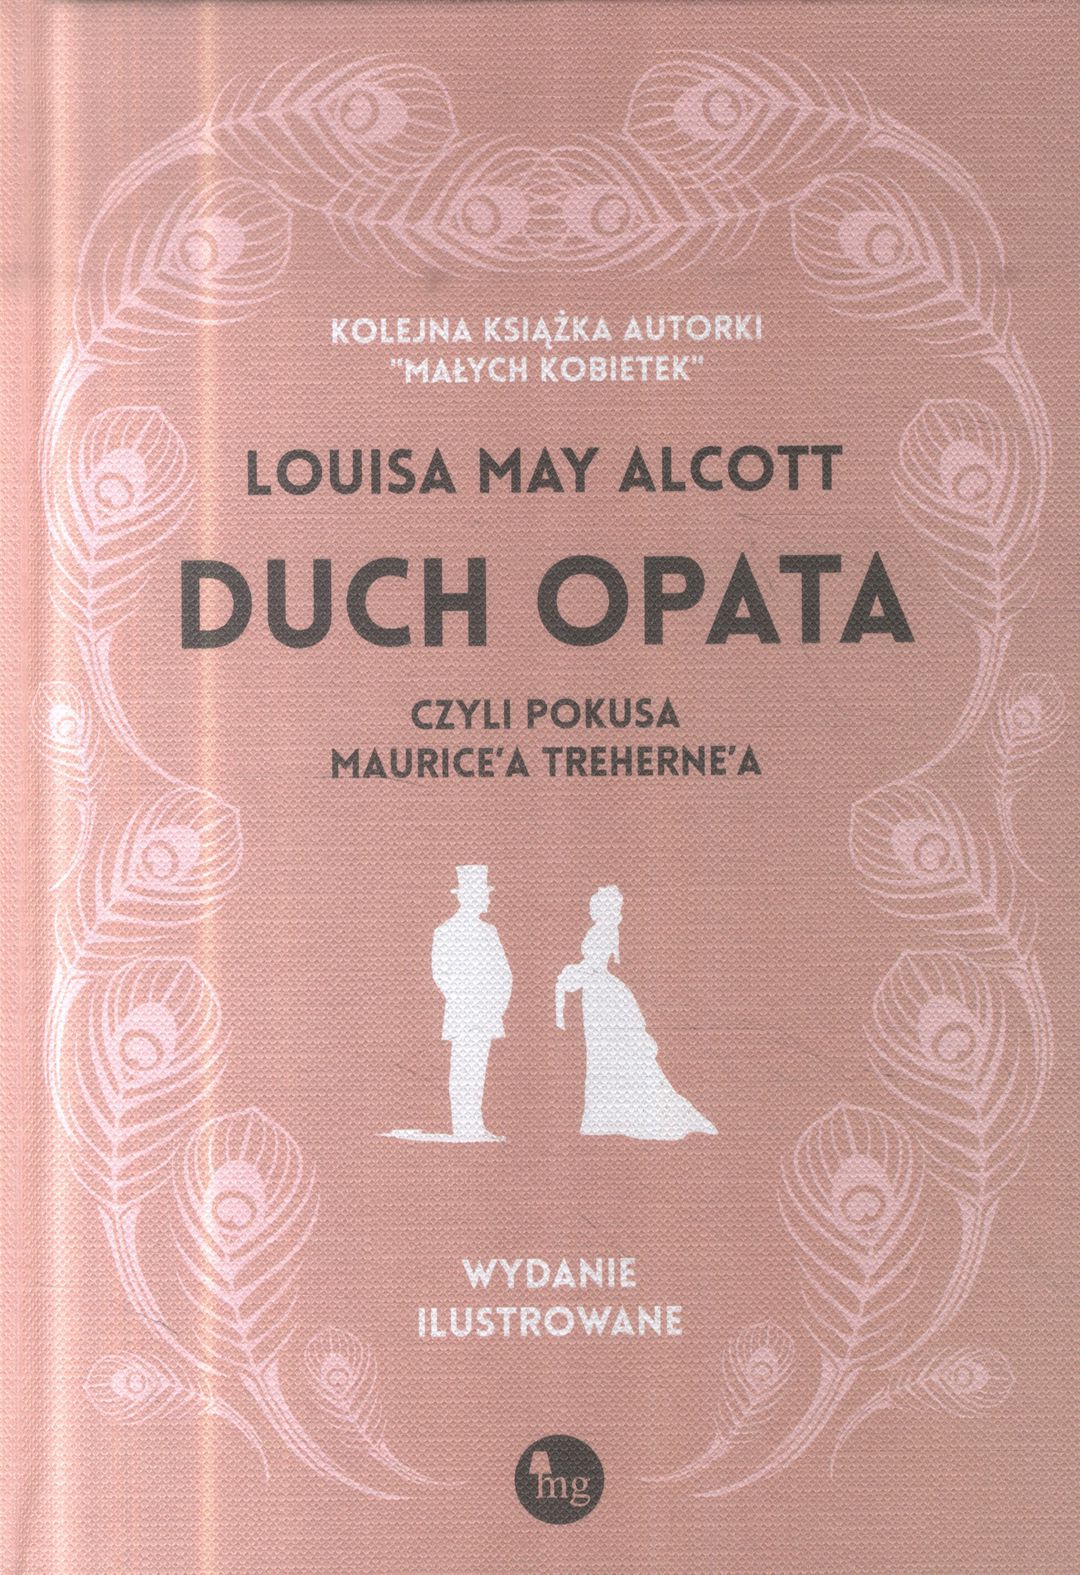 KOLEJNA KSIĄŻKA AUTORKI
"MAŁYCH KOBIETEK"
LOUISA MAY ALCOTT
DUCH OPATA
CZYLI POKUSA
MAURICE'A TREHERNE'A
WYDANIE
ILUSTROWANE
mg